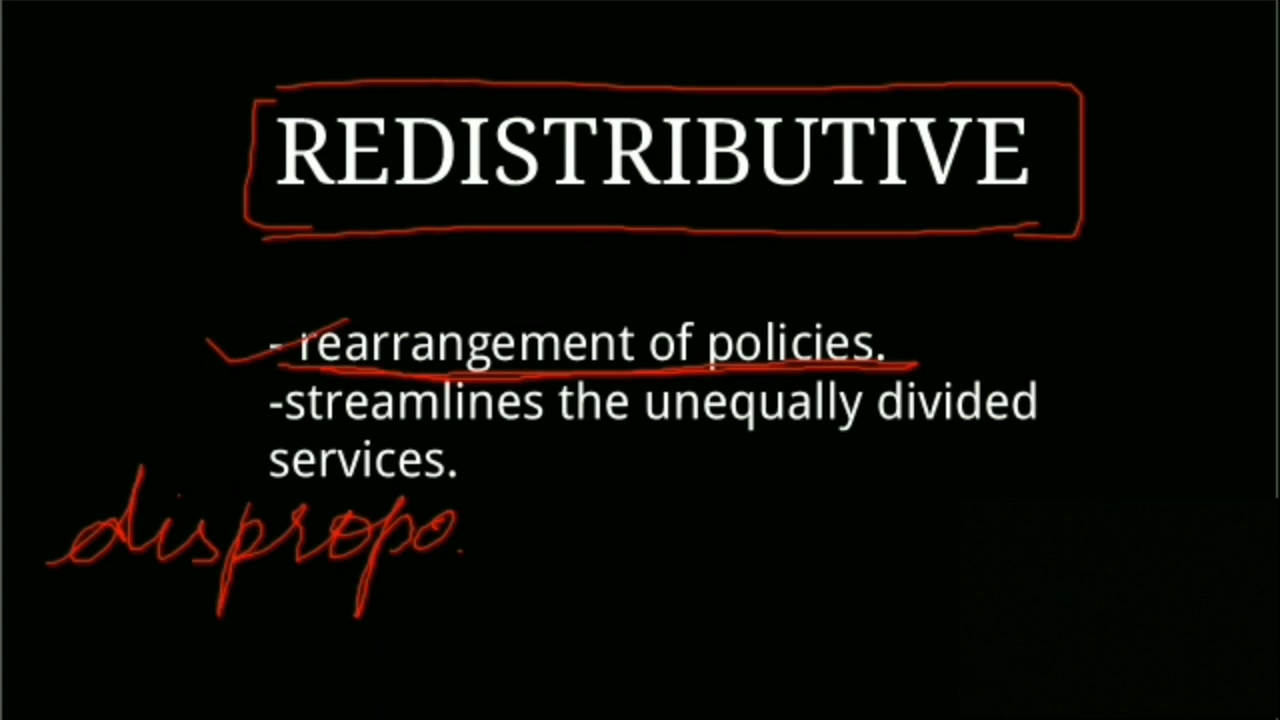 REDISTRIBUTIVE
- rearrangement of policies.
-streamlines the unequally divided
services.
dispropo.